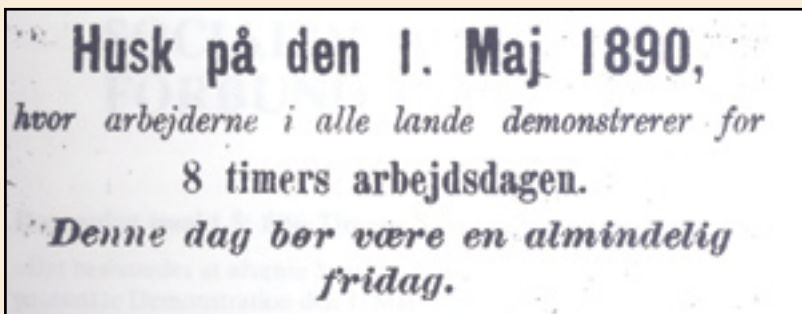 Husk på den 1. Maj 1890,
hvor arbejderne i alle lande demonstrerer for
8 timers arbejdsdagen.
Denne dag bør være en almindelig
fridag.